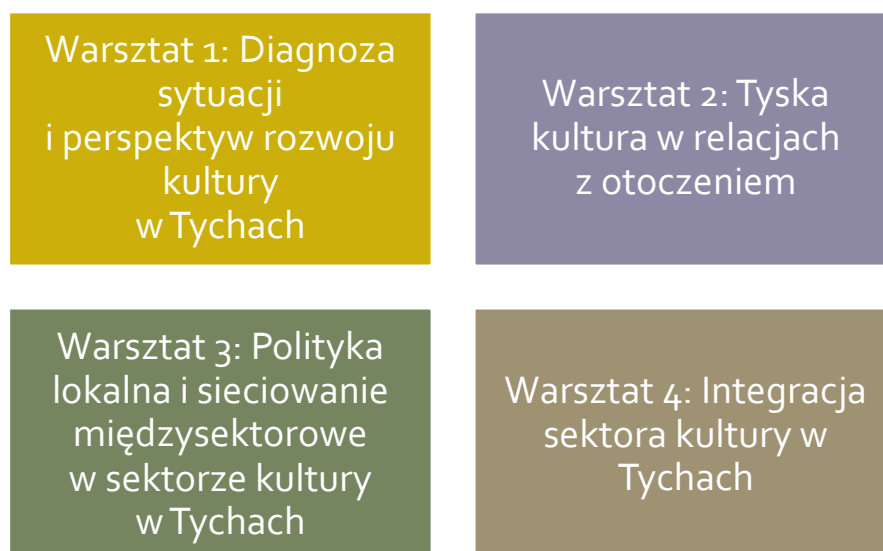 Warsztat 1: Diagnoza
sytuacji
i perspektyw rozwoju
kultury
w Tychach
Warsztat 2: Tyska
kultura w relacjach
z otoczeniem
Warsztat 3: Polityka
lokalna i sieciowanie
międzysektorowe
w sektorze kultury
w Tychach
Warsztat 4: Integracja
sektora kultury w
Tychach